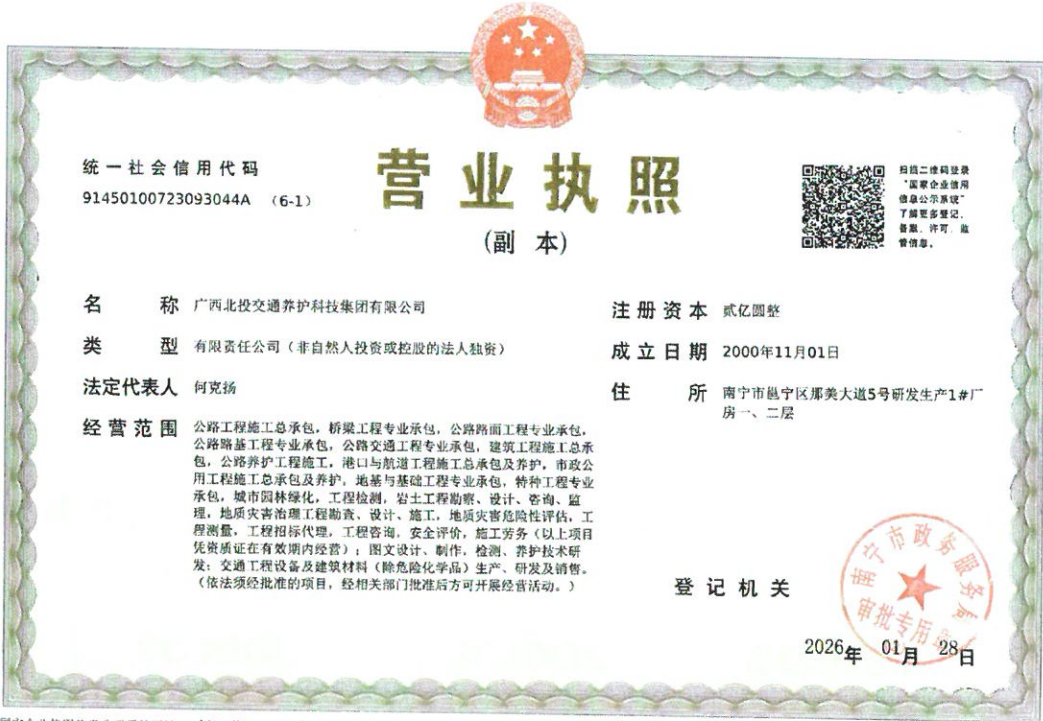 统一社会信用代码
91450100723093044A （6-1）
营业执照
（副 本）
扫描二维码登录
“国家企业信用
信息公示系统”
了解更多登记、
备案、许可、监
管信息。
名 称 广西北投交通养护科技集团有限公司
类 型 有限责任公司（非自然人投资或控股的法人独资）
法定代表人 何克扬
经营范围 公路工程施工总承包，桥梁工程专业承包，公路路面工程专业承包，
公路路基工程专业承包，公路交通工程专业承包，建筑工程施工总承
包，公路养护工程施工，港口与航道工程施工总承包及养护，市政公
用工程施工总承包及养护，地基与基础工程专业承包，特种工程专业
承包，城市园林绿化，工程检测，岩土工程勘察、设计、咨询、监
理，地质灾害治理工程勘查、设计、施工，地质灾害危险性评估，工
程测量，工程招标代理，工程咨询，安全评价，施工劳务（以上项目
凭资质证在有效期内经营）；图文设计、制作，检测、养护技术研
发；交通工程设备及建筑材料（除危险化学品）生产、研发及销售。
（依法须经批准的项目，经相关部门批准后方可开展经营活动。）
注册资本 贰亿圆整
成立日期 2000年11月01日
住 所 南宁市邕宁区那美大道5号研发生产1#厂
房一、二层
登记机关
南宁市政务服务局
审批专用
2026年 01月 28日